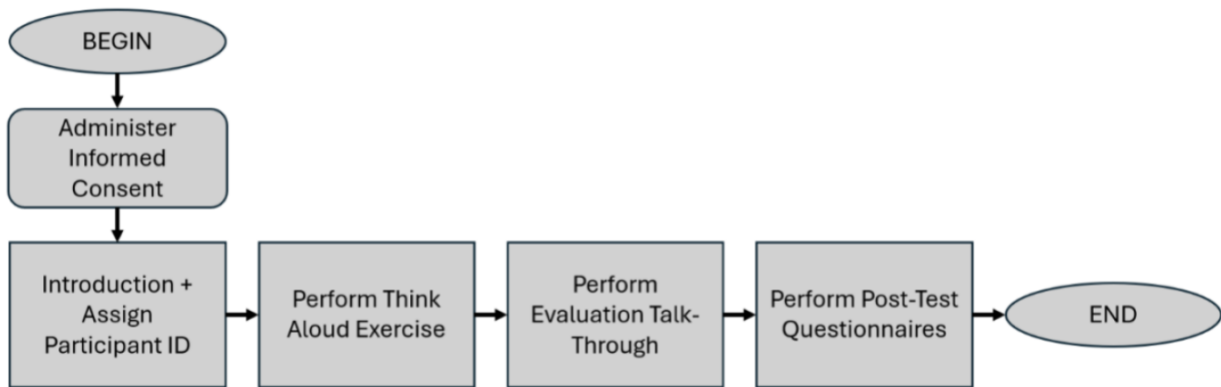 BEGIN
Administer
Informed
Consent
Introduction +
Assign
Participant ID
Perform Think
Aloud Exercise
Perform
Evaluation Talk-
Through
Perform Post-Test
Questionnaires
END